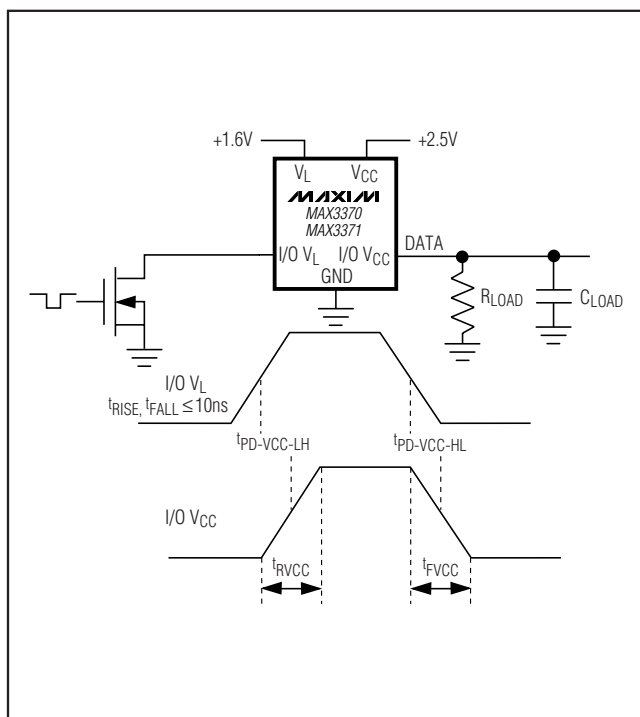 +1.6V +2.5V
VL VCC
MAXIM
MAX3370
MAX3371
I/O VL I/O VCC DATA
GND
RLOAD CLOAD
I/O VL
tRISE, tFALL ≤ 10ns
tPD-VCC-LH tPD-VCC-HL
I/O VCC
tRVCC tFVCC